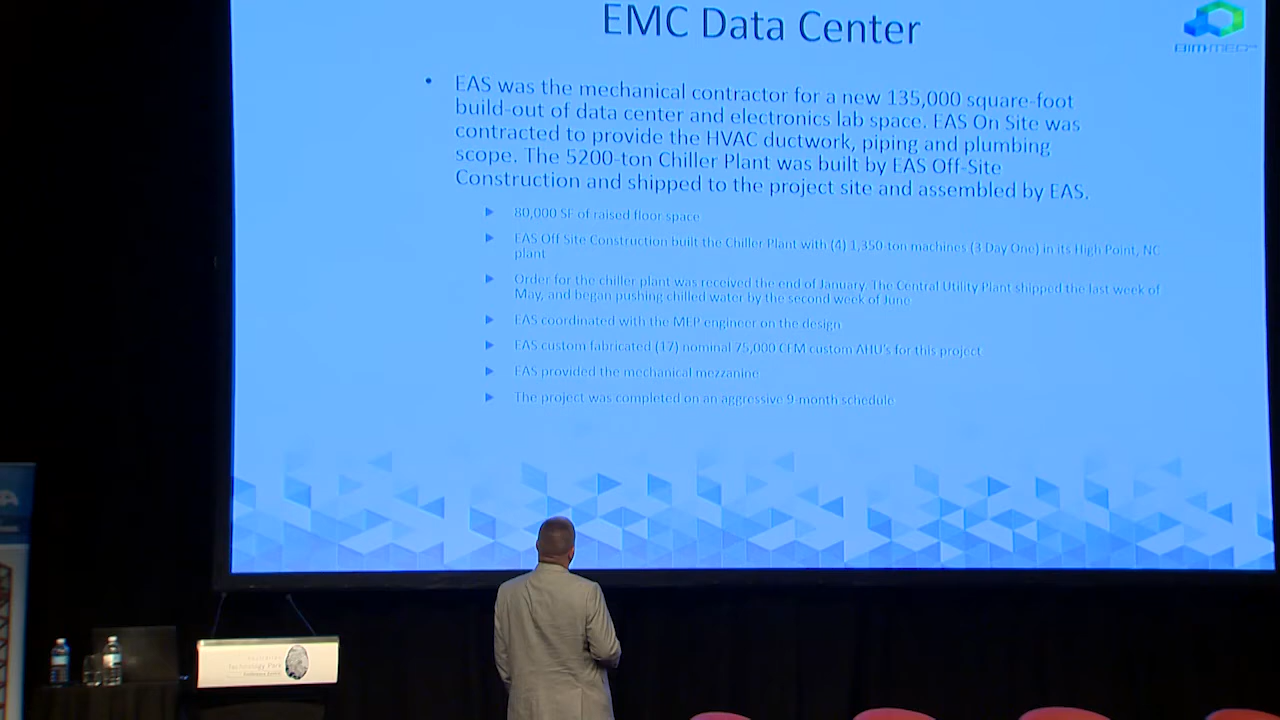 EMC Data Center
BIM-MEP
• EAS was the mechanical contractor for a new 135,000 square-foot
build-out of data center and electronics lab space. EAS On Site was
contracted to provide the HVAC ductwork, piping and plumbing
scope. The 5200-ton Chiller Plant was built by EAS Off-Site
Construction and shipped to the project site and assembled by EAS.
80,000 SF of raised floor space
EAS Off Site Construction built the Chiller Plant with (4) 1,350 ton machines (3 Day One) in its High Point, NC
plant
Order for the chiller plant was received the end of January. The Central Utility Plant shipped the last week of
May, and began pushing chilled water by the second week of June
EAS coordinated with the MEP engineer on the design
EAS custom fabricated (17) nominal 75,000 CFM custom AHU's for this project
EAS provided the mechanical mezzanine
The project was completed on an aggressive 9-month schedule
A
Technology Park